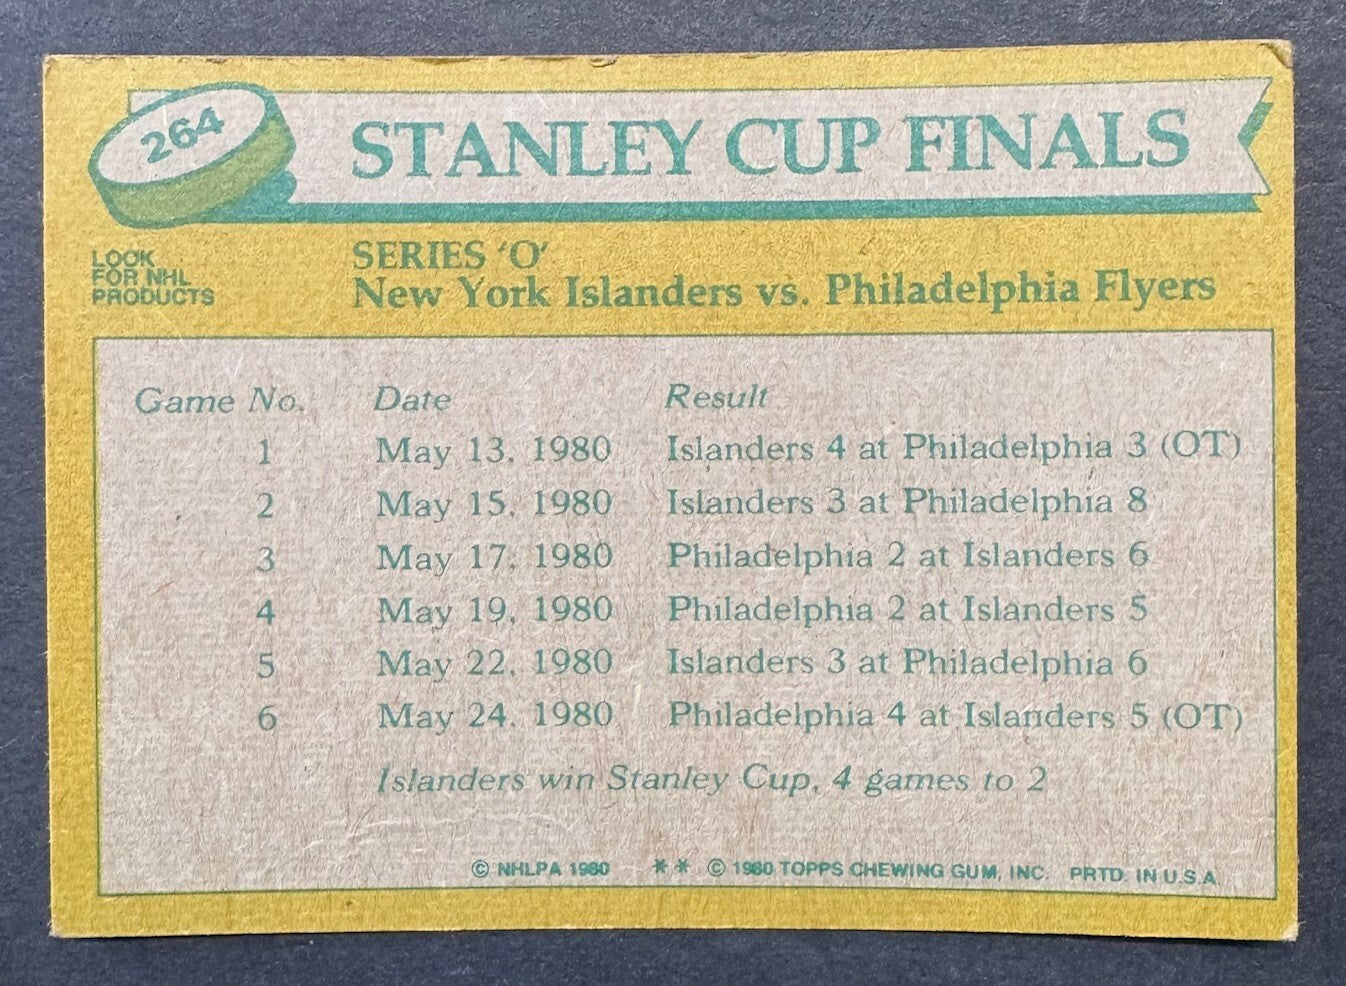 264
STANLEY CUP FINALS
LOOK
FOR NHL
PRODUCTS
SERIES 'O'
New York Islanders vs. Philadelphia Flyers
Game No. Date Result
1 May 13, 1980 Islanders 4 at Philadelphia 3 (OT)
2 May 15, 1980 Islanders 3 at Philadelphia 8
3 May 17, 1980 Philadelphia 2 at Islanders 6
4 May 19, 1980 Philadelphia 2 at Islanders 5
5 May 22, 1980 Islanders 3 at Philadelphia 6
6 May 24, 1980 Philadelphia 4 at Islanders 5 (OT)
Islanders win Stanley Cup, 4 games to 2
© NHLPA 1980 ** © 1980 TOPPS CHEWING GUM, INC. PRTD. IN U.S.A.